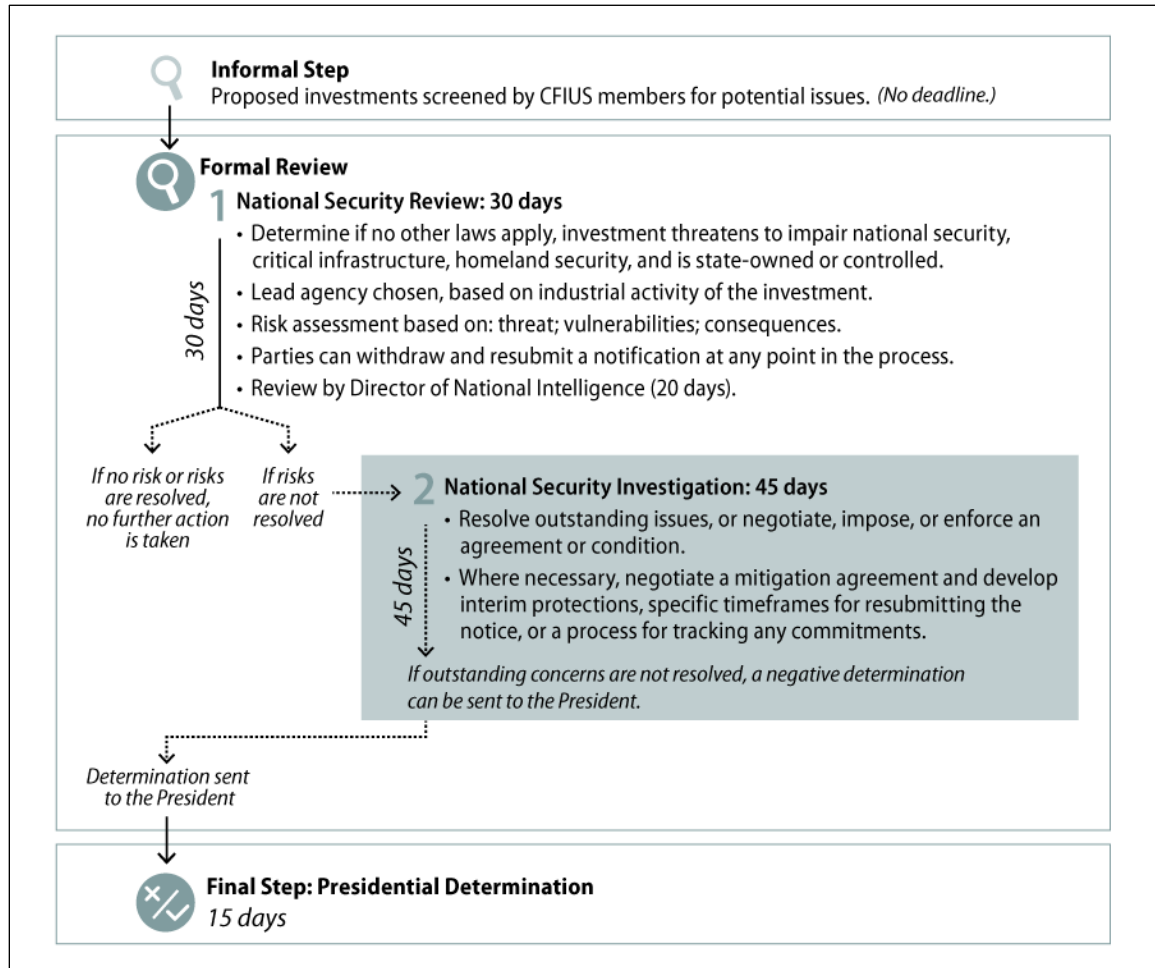 Informal Step
Proposed investments screened by CFIUS members for potential issues. (No deadline.)
Formal Review
1 National Security Review: 30 days
• Determine if no other laws apply, investment threatens to impair national security,
critical infrastructure, homeland security, and is state-owned or controlled.
• Lead agency chosen, based on industrial activity of the investment.
• Risk assessment based on: threat; vulnerabilities; consequences.
• Parties can withdraw and resubmit a notification at any point in the process.
• Review by Director of National Intelligence (20 days).
30 days
If no risk or risks
are resolved,
no further action
is taken
If risks
are not
resolved
2 National Security Investigation: 45 days
• Resolve outstanding issues, or negotiate, impose, or enforce an
agreement or condition.
• Where necessary, negotiate a mitigation agreement and develop
interim protections, specific timeframes for resubmitting the
notice, or a process for tracking any commitments.
45 days
If outstanding concerns are not resolved, a negative determination
can be sent to the President.
Determination sent
to the President
Final Step: Presidential Determination
15 days